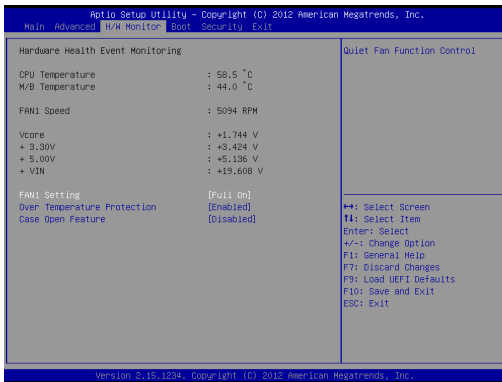 Aptio Setup Utility - Copyright (C) 2012 American Megatrends, Inc.
Main Advanced H/W Monitor Boot Security Exit
Hardware Health Event Monitoring
CPU Temperature : 58.5 °C
M/B Temperature : 44.0 °C
FAN1 Speed : 5094 RPM
Vcore : +1.744 V
+ 3.30V : +3.424 V
+ 5.00V : +5.136 V
+ VIN : +19.608 V
FAN1 Setting [Full On]
Over Temperature Protection [Enabled]
Case Open Feature [Disabled]
Quiet Fan Function Control
↔: Select Screen
↑↓: Select Item
Enter: Select
+/-: Change Option
F1: General Help
F7: Discard Changes
F9: Load UEFI Defaults
F10: Save and Exit
ESC: Exit
Version 2.15.1234. Copyright (C) 2012 American Megatrends, Inc.